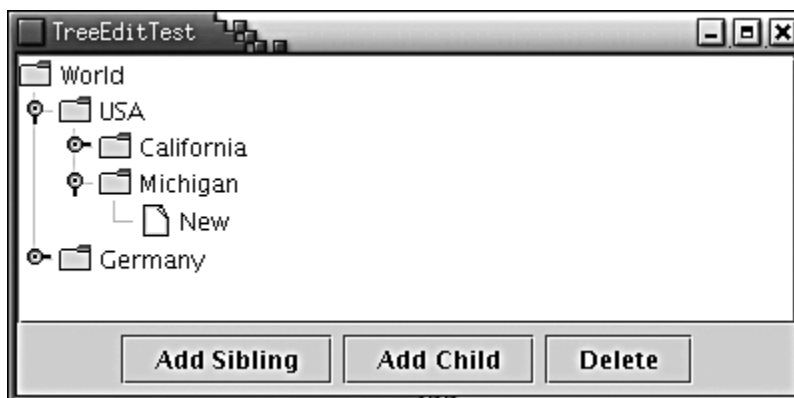 TreeEditTest
World
USA
California
Michigan
New
Germany
Add Sibling Add Child Delete